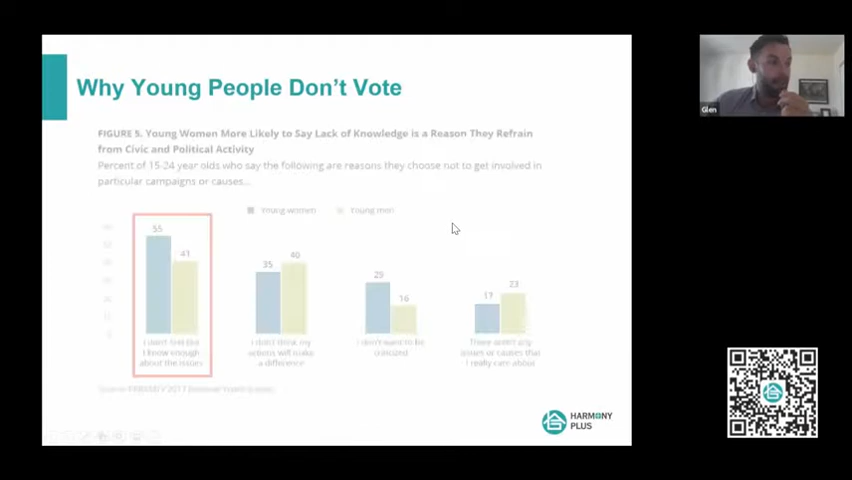 Why Young People Don't Vote
FIGURE 5. Young Women More Likely to Say Lack of Knowledge is a Reason They Refrain
from Civic and Political Activity
Percent of 15-24 year olds who say the following are reasons they choose not to get involved in
particular campaigns or causes...
Young women Young men
55
41
35
40
29
16
17
23
I don't feel like
I know enough
about the issues
I don't think my
actions will make
a difference
I don't want to be
criticized
There aren't any
issues or causes that
I really care about
Source:
HARMONY
PLUS
Glen